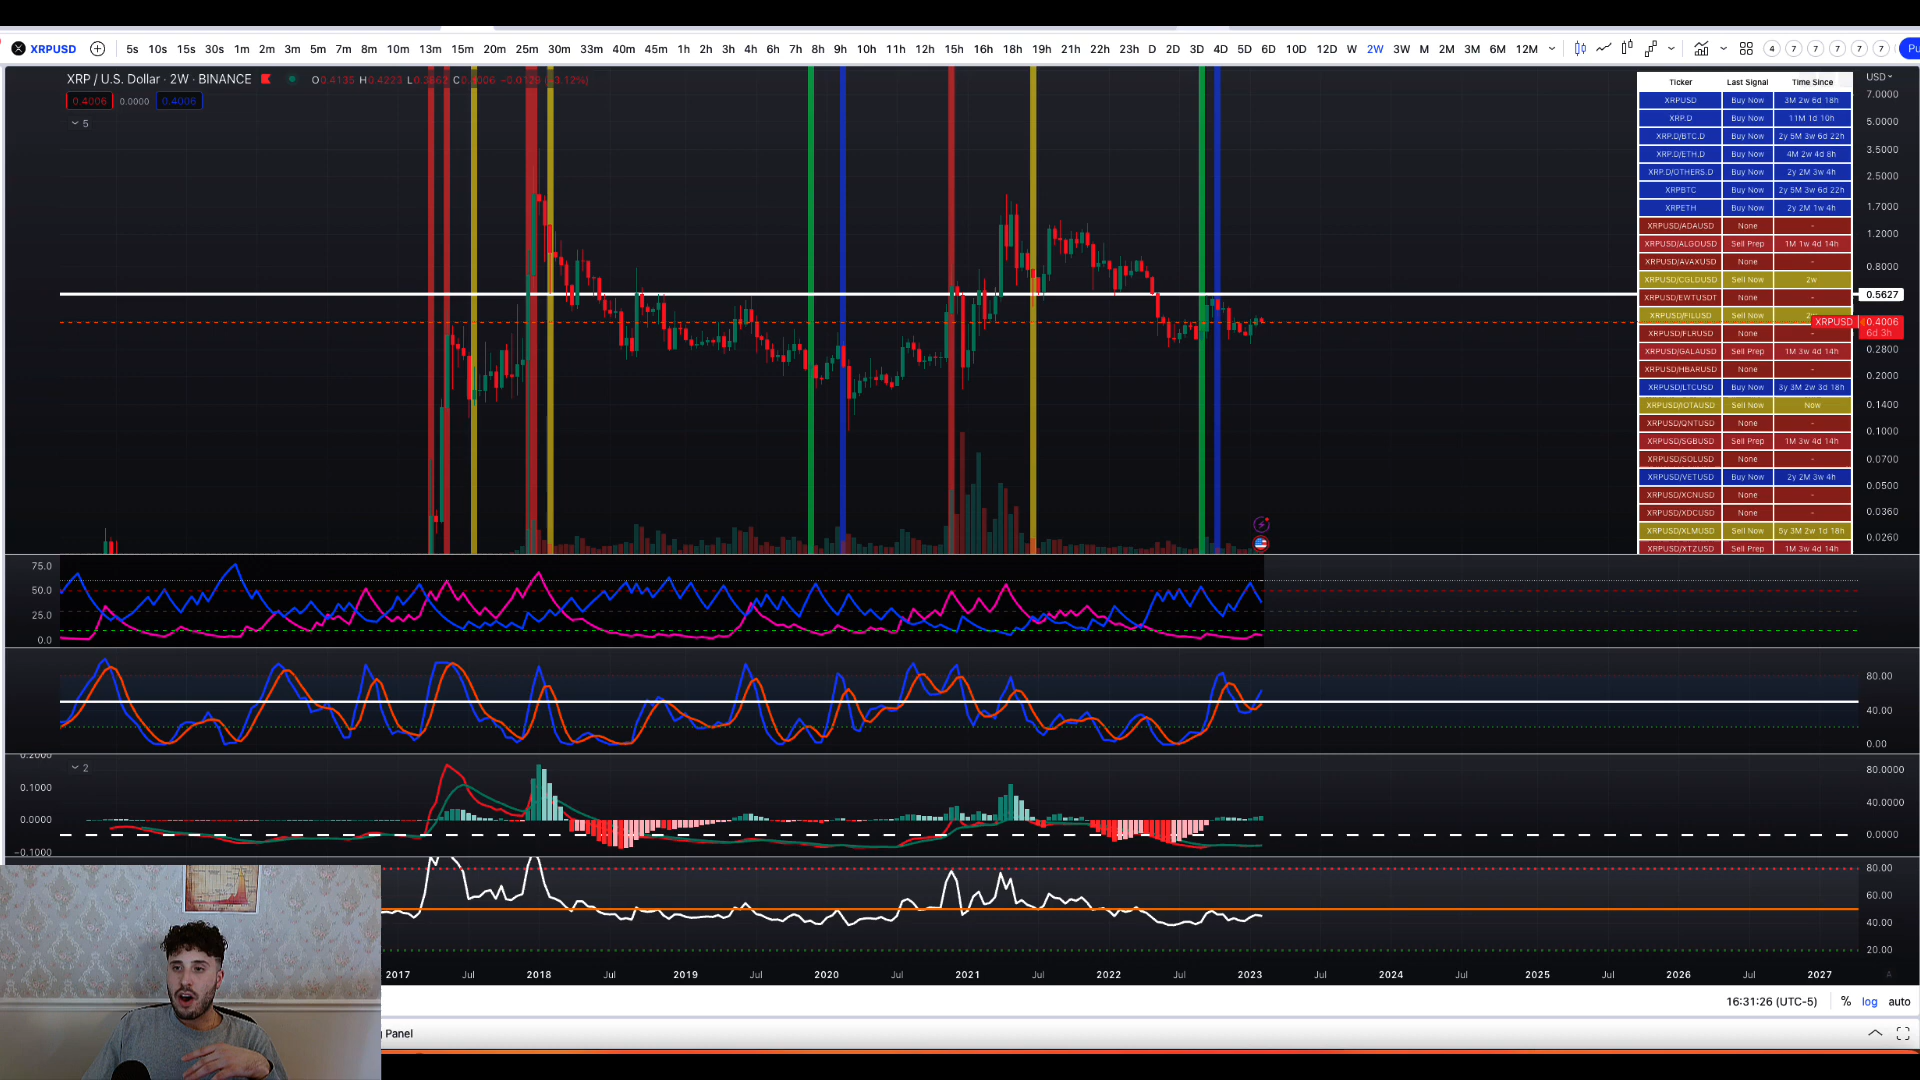 XRPUSD 5s 10s 15s 30s 1m 2m 3m 5m 7m 8m 10m 13m 15m 20m 25m 30m 33m 40m 45m 1h 2h 3h 4h 6h 7h 8h 9h 10h 11h 12h 15h 16h 18h 19h 21h 22h 23h D 2D 3D 4D 5D 6D 10D 12D W 2W 3W M 2M 3M 6M 12M 4 7 7 7 7 7 Pu
XRP / U.S. Dollar · 2W · BINANCE
0.4006 0.0000 0.4006
5
Ticker Last Signal Time Since
XRPUSD Buy Now 3M 2w 6d 18h
XRP.D Buy Now 11M 1d 10h
XRP.D/BTC.D Buy Now 2y 5M 3w 6d 22h
XRP.D/ETH.D Buy Now 4M 2w 4d 8h
XRP.D/OTHERS.D Buy Now 2y 2M 3w 4h
XRPBTC Buy Now 2y 5M 3w 6d 22h
XRPETH Buy Now 2y 2M 1w 4h
XRPUSD/ADAUSD None -
XRPUSD/ALGOUSD Sell Prep 1M 1w 4d 14h
XRPUSD/AVAXUSD None -
XRPUSD/CGLDUSD Sell Now 2w
XRPUSD/EWTUSDT None -
XRPUSD/FILUSD Sell Now
XRPUSD/FLRUSD None -
XRPUSD/GALAUSD Sell Prep 1M 3w 4d 14h
XRPUSD/HBARUSD None -
XRPUSD/LTCUSD Buy Now 3y 3M 2w 3d 18h
XRPUSD/IOTAUSD Sell Now Now
XRPUSD/QNTUSD None -
XRPUSD/SGBUSD Sell Prep 1M 3w 4d 14h
XRPUSD/SOLUSD None -
XRPUSD/VETUSD Buy Now 2y 2M 3w 4h
XRPUSD/XCNUSD None -
XRPUSD/XDCUSD None -
XRPUSD/XLMUSD Sell Now 5y 3M 2w 1d 18h
XRPUSD/XTZUSD Sell Prep 1M 3w 4d 14h
USD
7.0000
5.0000
3.5000
2.5000
1.7000
1.2000
0.8000
0.5627
XRPUSD 0.4006
6d 3h
0.2800
0.2000
0.1400
0.1000
0.0700
0.0500
0.0360
0.0260
75.0
50.0
25.0
0.0
80.00
40.00
0.00
0.2000
2
0.1000
0.0000
−0.1000
80.0000
40.0000
0.0000
80.00
60.00
40.00
20.00
2017 Jul 2018 Jul 2019 Jul 2020 Jul 2021 Jul 2022 Jul 2023 Jul 2024 Jul 2025 Jul 2026 Jul 2027
16:31:26 (UTC-5) % log auto
Panel